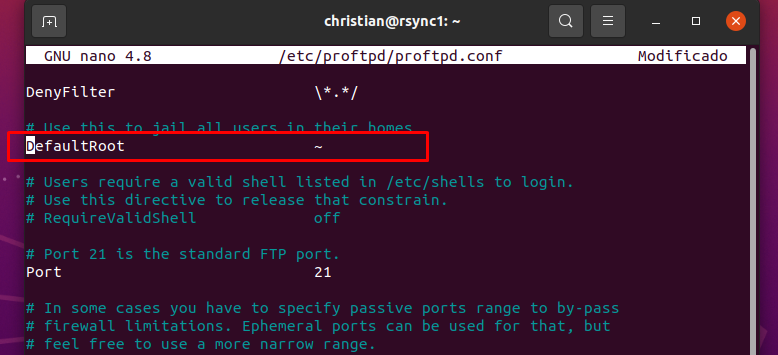 christian@rsync1: ~
GNU nano 4.8 /etc/proftpd/proftpd.conf Modificado
DenyFilter \*.*/
# Use this to jail all users in their homes
DefaultRoot ~
# Users require a valid shell listed in /etc/shells to login.
# Use this directive to release that constrain.
# RequireValidShell off
# Port 21 is the standard FTP port.
Port 21
# In some cases you have to specify passive ports range to by-pass
# firewall limitations. Ephemeral ports can be used for that, but
# feel free to use a more narrow range.